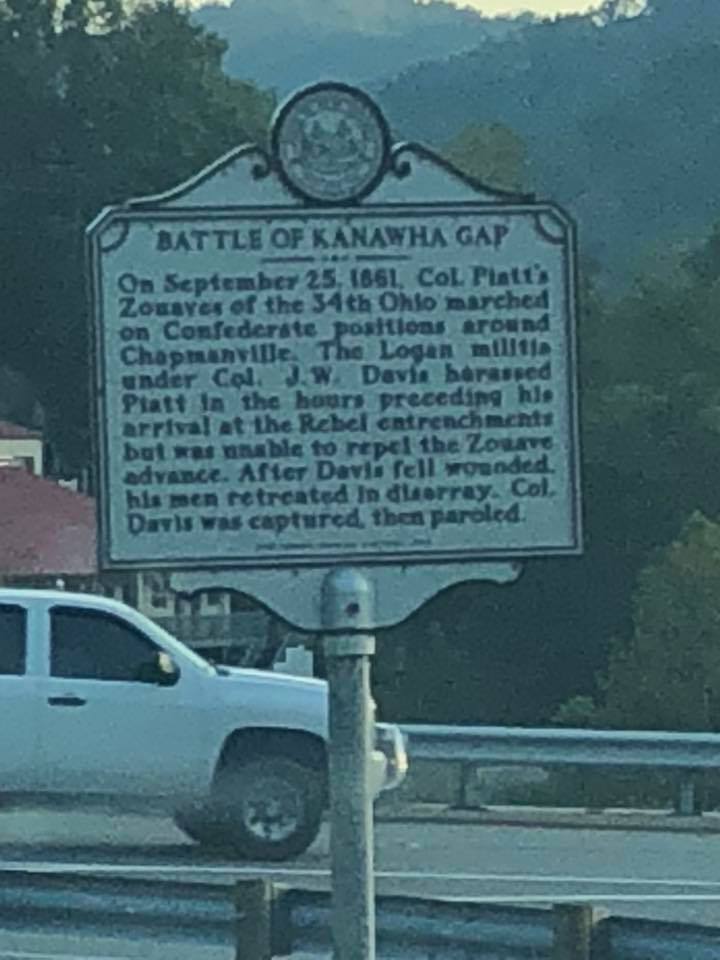 BATTLE OF KANAWHA GAP
On September 25, 1861, Col. Piatt's
Zouaves of the 34th Ohio marched
on Confederate positions around
Chapmanville. The Logan militia
under Col. J.W. Davis harassed
Piatt in the hours preceding his
arrival at the Rebel entrenchments
but was unable to repel the Zouave
advance. After Davis fell wounded,
his men retreated in disarray. Col.
Davis was captured, then paroled.